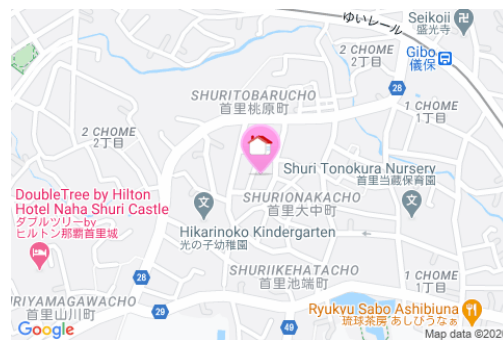 ゆいレール
Seikoji
盛光寺
Gibo
儀保
2 CHOME
2丁目
28
1 CHOME
1丁目
SHURITOBARUCHO
首里桃原町
28
2 CHOME
2丁目
Shuri Tonokura Nursery
首里当蔵保育園
DoubleTree by Hilton
Hotel Naha Shuri Castle
ダブルツリーby
ヒルトン那覇首里城
SHURIONAKACHO
首里大中町
Hikarinoko Kindergarten
光の子幼稚園
SHURIIKEHATACHO
首里池端町
28
1 CHOME
1丁目
URIYAMAGAWACHO
首里山川町
29
49
Ryukyu Sabo Ashibiuna
琉球茶房 あしびうなぁ
Google
Map data ©202